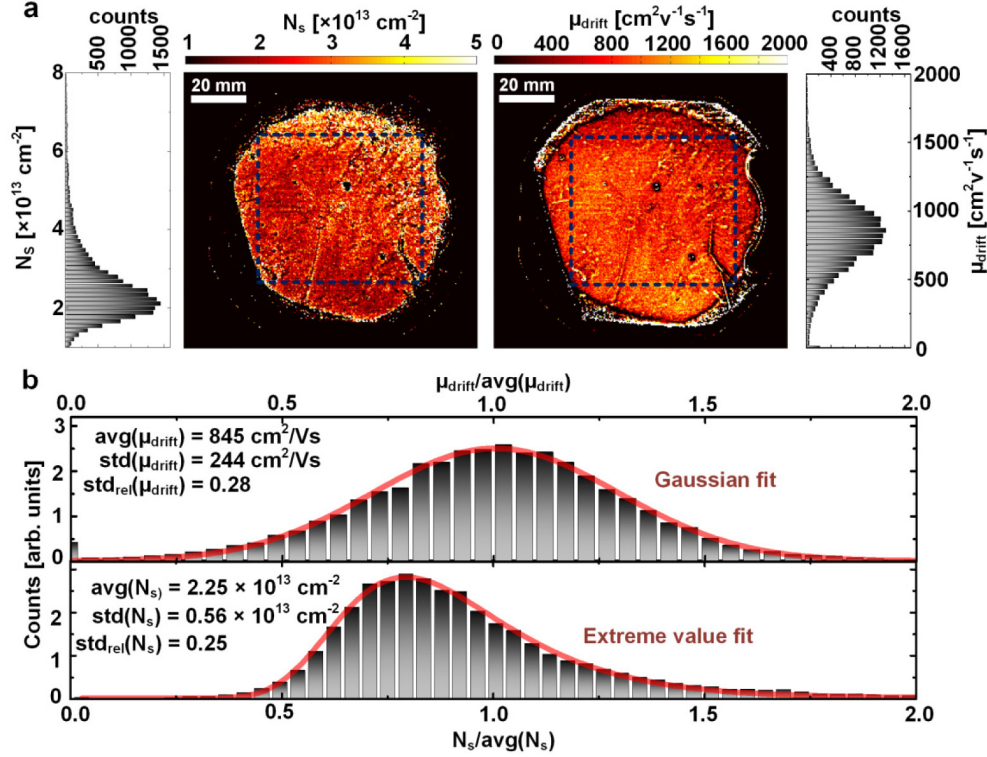 a
counts
500
1000
1500
N_s [×10^13 cm^-2]
8
6
4
2
N_s [×10^13 cm^-2]
1 2 3 4 5
20 mm
μ_drift [cm^2v^-1s^-1]
0 400 800 1400 2000
20 mm
counts
400
800
1200
1600
2000
1500
1000
500
0
μ_drift [cm^2v^-1s^-1]
b
μ_drift/avg(μ_drift)
0.0 0.5 1.0 1.5 2.0
3
2
1
0
avg(μ_drift) = 845 cm^2/Vs
std(μ_drift) = 244 cm^2/Vs
std_rel(μ_drift) = 0.28
Gaussian fit
Counts [arb. units]
2
1
0
avg(N_s) = 2.25 × 10^13 cm^-2
std(N_s) = 0.56 × 10^13 cm^-2
std_rel(N_s) = 0.25
Extreme value fit
0.0 0.5 1.0 1.5 2.0
N_s/avg(N_s)